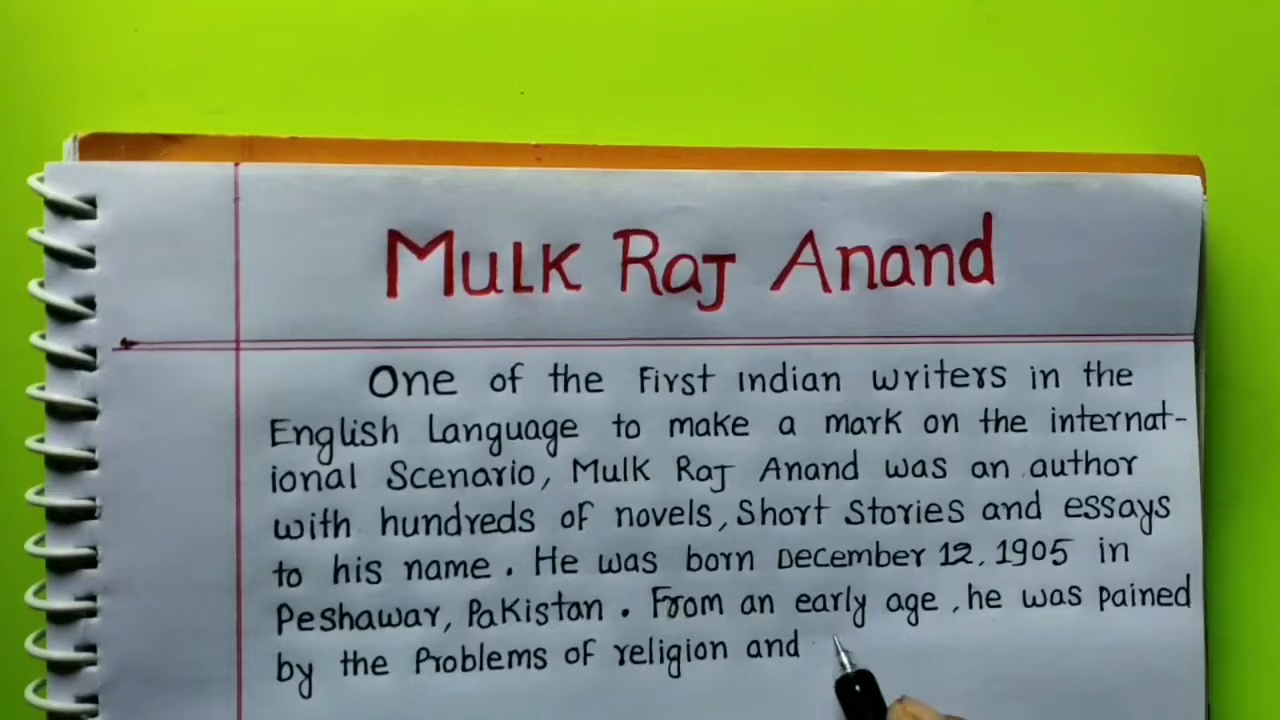 Mulk Raj Anand
One of the First Indian writers in the
English Language to make a mark on the internat-
ional Scenario, Mulk Raj Anand was an author
with hundreds of novels, Short Stories and essays
to his name. He was born December 12, 1905 in
Peshawar, Pakistan. From an early age, he was pained
by the Problems of religion and